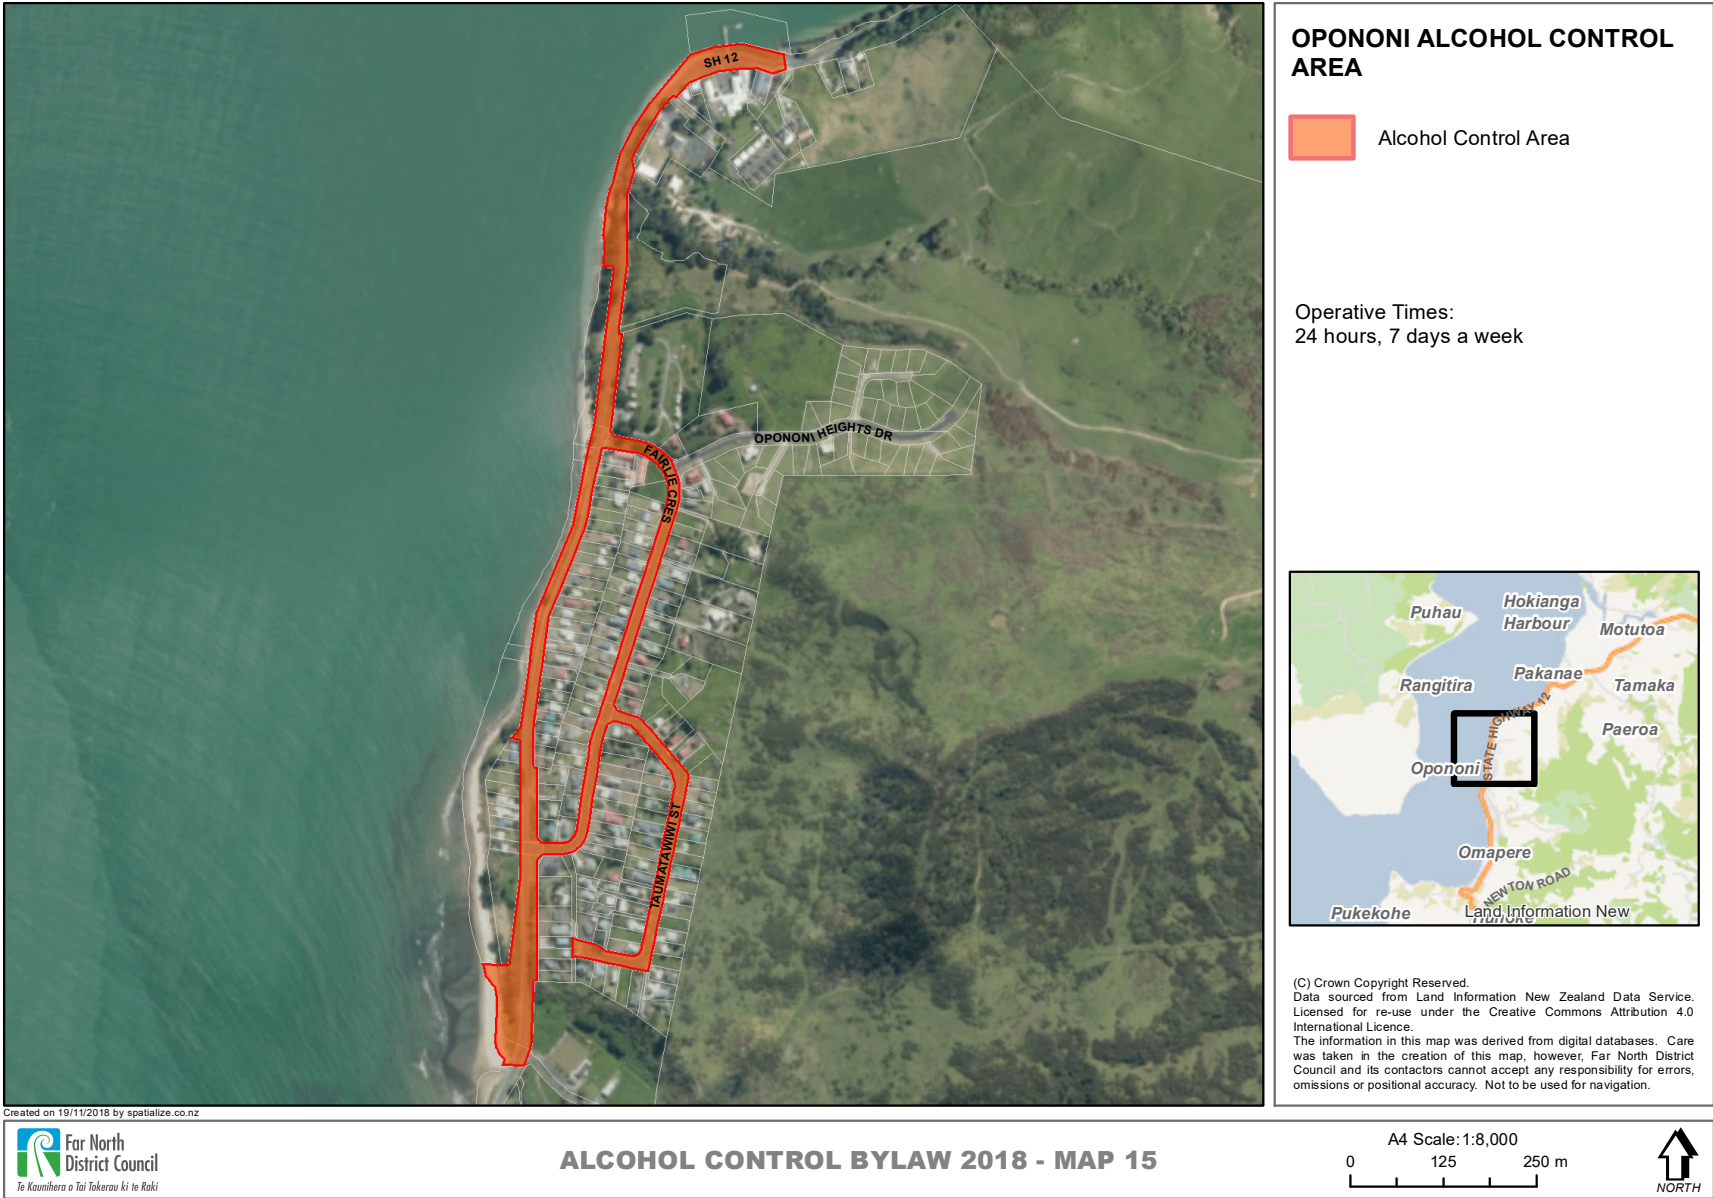 SH 12
FAIRLIE CRES
OPONONI HEIGHTS DR
TAUMATAWIWI ST
OPONONI ALCOHOL CONTROL
AREA
Alcohol Control Area
Operative Times:
24 hours, 7 days a week
Puhau
Hokianga
Harbour
Motutoa
Pakanae
Rangitira
Tamaka
STATE HIGHWAY 12
Paeroa
Opononi
Omapere
NEWTON ROAD
Pukekohe
Land Information New
(C) Crown Copyright Reserved.
Data sourced from Land Information New Zealand Data Service.
Licensed for re-use under the Creative Commons Attribution 4.0
International Licence.
The information in this map was derived from digital databases. Care
was taken in the creation of this map, however, Far North District
Council and its contactors cannot accept any responsibility for errors,
omissions or positional accuracy. Not to be used for navigation.
Created on 19/11/2018 by spatialize.co.nz
Far North
District Council
Te Kaunihera o Tai Tokerau ki te Raki
ALCOHOL CONTROL BYLAW 2018 - MAP 15
A4 Scale: 1:8,000
0 125 250 m
NORTH